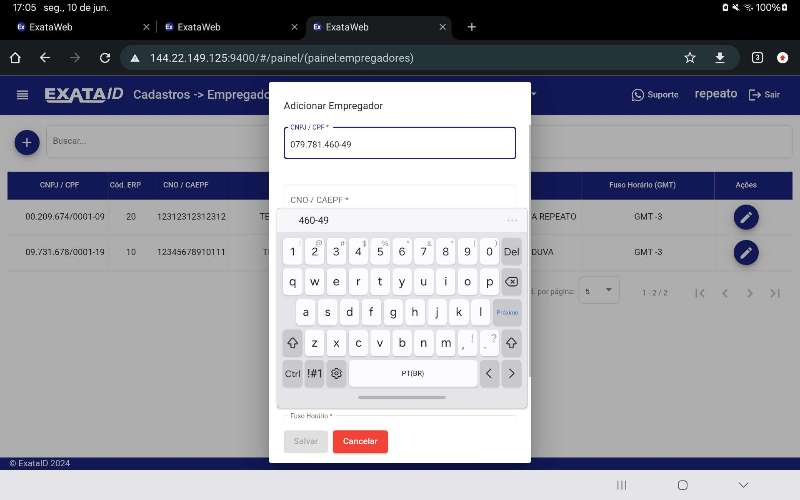 17:05 seg., 10 de jun.
100%
ExataWeb
ExataWeb
ExataWeb
144.22.149.125:9400/#/painel/(painel:empregadores)
3
EXATAID Cadastros -> Empregado
Suporte
repeato
Sair
Buscar...
CNPJ / CPF Cód. ERP CNO / CAEPF Fuso Horário (GMT) Ações
00.209.674/0001-09 20 12312312312312 A REPEATO GMT -3
09.731.678/0001-19 10 12345678910111 DUVA GMT -3
por página: 5 1 - 2 / 2
Adicionar Empregador
CNPJ / CPF *
079.781.460-49
CNO / CAEPF *
460-49
1 2 3 4 5 6 7 8 9 0 Del
q w e r t y u i o p
a s d f g h j k l Próximo
z x c v b n m , ! . ?
Ctrl !#1 PT(BR) < >
Fuso Horário *
Salvar Cancelar
© ExataID 2024